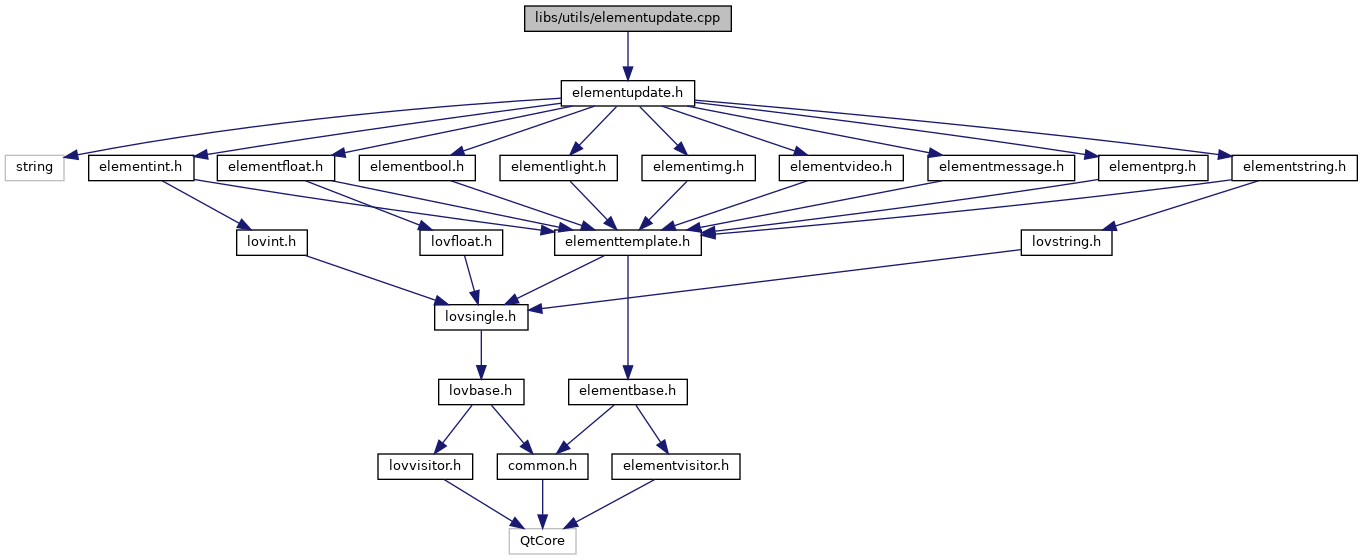 libs/utils/elementupdate.cpp
elementupdate.h
string
elementint.h
elementfloat.h
elementbool.h
elementlight.h
elementimg.h
elementvideo.h
elementmessage.h
elementprg.h
elementstring.h
lovint.h
lovfloat.h
elementtemplate.h
lovstring.h
lovsingle.h
lovbase.h
elementbase.h
lovvisitor.h
common.h
elementvisitor.h
QtCore